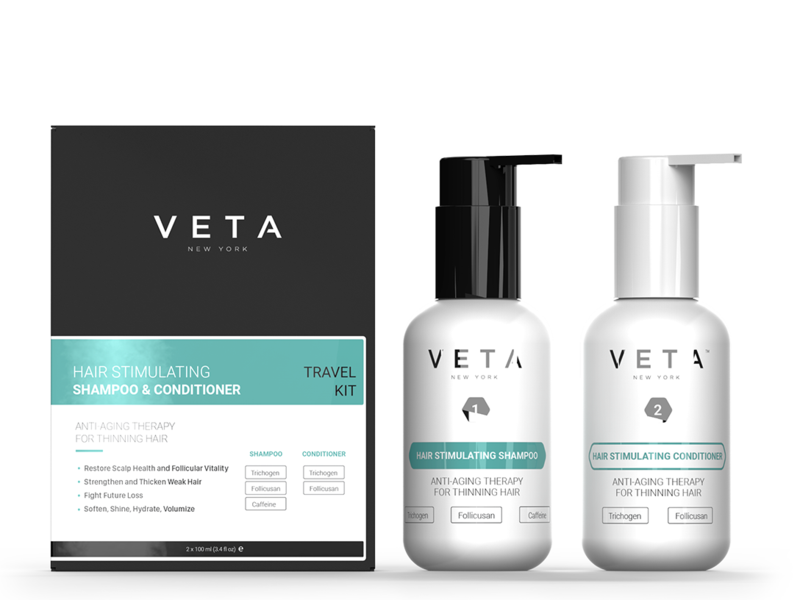 VETA
NEW YORK
HAIR STIMULATING
SHAMPOO & CONDITIONER
TRAVEL
KIT
ANTI-AGING THERAPY
FOR THINNING HAIR
• Restore Scalp Health and Follicular Vitality
• Strengthen and Thicken Weak Hair
• Fight Future Loss
• Soften, Shine, Hydrate, Volumize
SHAMPOO
Trichogen
Follicusan
Caffeine
CONDITIONER
Trichogen
Follicusan
2 x 100 ml (3.4 fl oz) e
VETA
NEW YORK
1
HAIR STIMULATING SHAMPOO
ANTI-AGING THERAPY
FOR THINNING HAIR
Trichogen
Follicusan
Caffeine
VETA™
NEW YORK
2
HAIR STIMULATING CONDITIONER
ANTI-AGING THERAPY
FOR THINNING HAIR
Trichogen
Follicusan